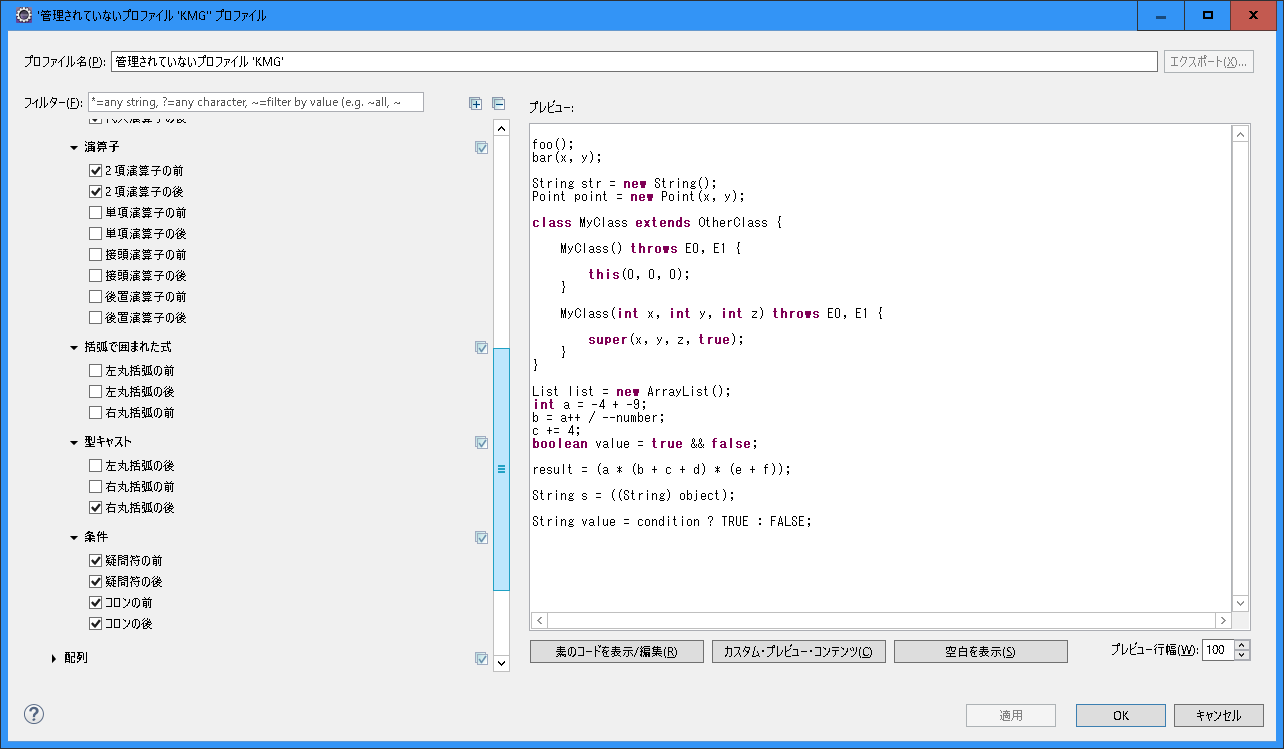 '管理されていないプロファイル 'KMG'' プロファイル
プロファイル名(P): 管理されていないプロファイル 'KMG' エクスポート(X)...
フィルター(F): *=any string, ?=any character, ~=filter by value (e.g. ~all, ~
プレビュー:
代入演算子の後
演算子
2 項演算子の前
2 項演算子の後
単項演算子の前
単項演算子の後
接頭演算子の前
接頭演算子の後
後置演算子の前
後置演算子の後
括弧で囲まれた式
左丸括弧の前
左丸括弧の後
右丸括弧の前
型キャスト
左丸括弧の後
右丸括弧の前
右丸括弧の後
条件
疑問符の前
疑問符の後
コロンの前
コロンの後
配列
foo();
bar(x, y);
String str = new String();
Point point = new Point(x, y);
class MyClass extends OtherClass {
MyClass() throws E0, E1 {
this(0, 0, 0);
}
MyClass(int x, int y, int z) throws E0, E1 {
super(x, y, z, true);
}
}
List list = new ArrayList();
int a = -4 + -9;
b = a++ / --number;
c += 4;
boolean value = true && false;
result = (a * (b + c + d) * (e + f));
String s = ((String) object);
String value = condition ? TRUE : FALSE;
素のコードを表示/編集(R) カスタム・プレビュー・コンテンツ(C) 空白を表示(S) プレビュー行幅(W): 100
? 適用 OK キャンセル